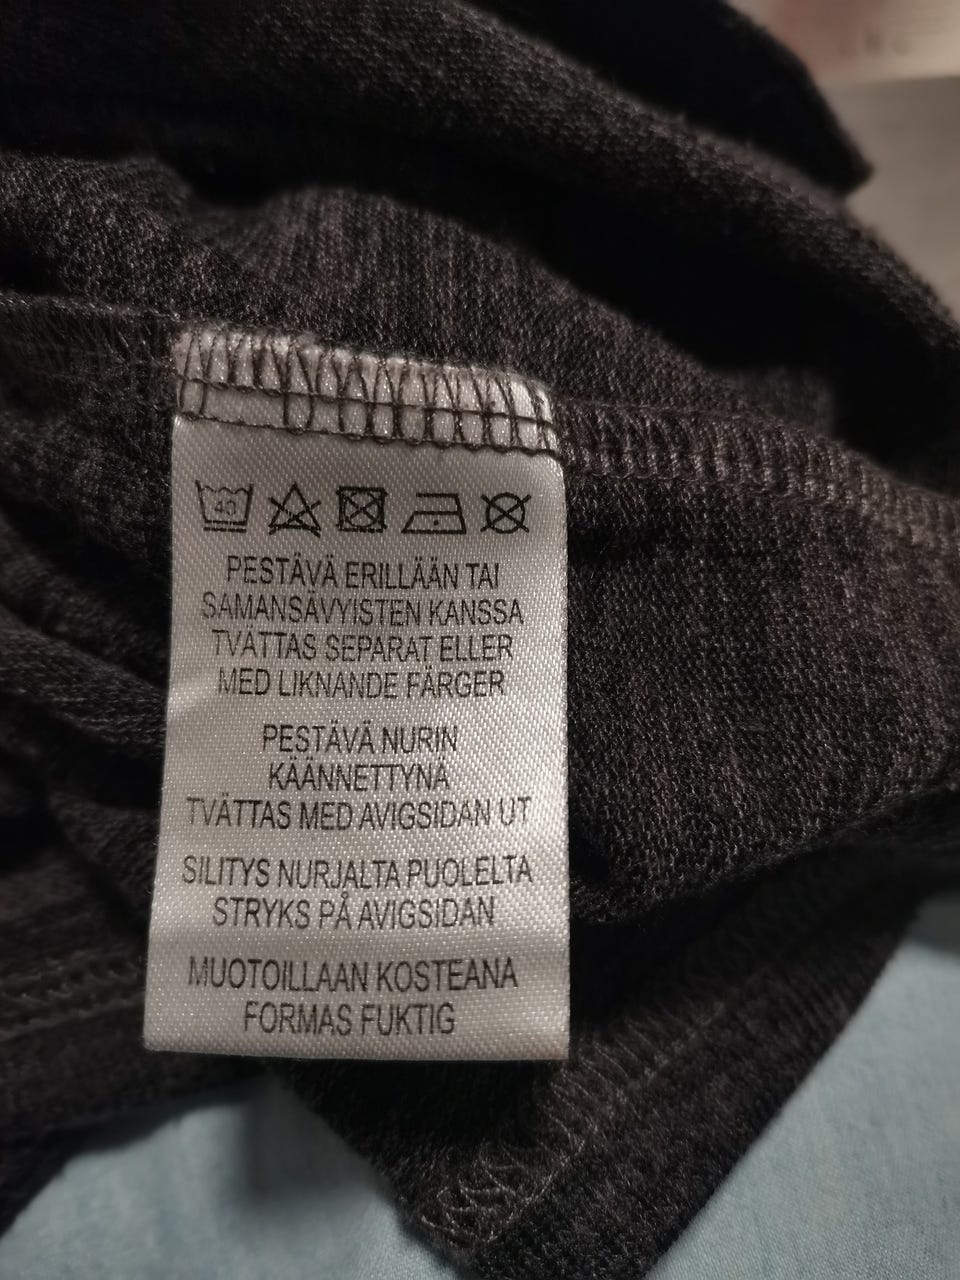 40
PESTÄVÄ ERILLÄÄN TAI
SAMANSÄVYISTEN KANSSA
TVÄTTAS SEPARAT ELLER
MED LIKNANDE FÄRGER
PESTÄVÄ NURIN
KÄÄNNETTYNÄ
TVÄTTAS MED AVIGSIDAN UT
SILITYS NURJALTA PUOLELTA
STRYKS PÅ AVIGSIDAN
MUOTOILLAAN KOSTEANA
FORMAS FUKTIG